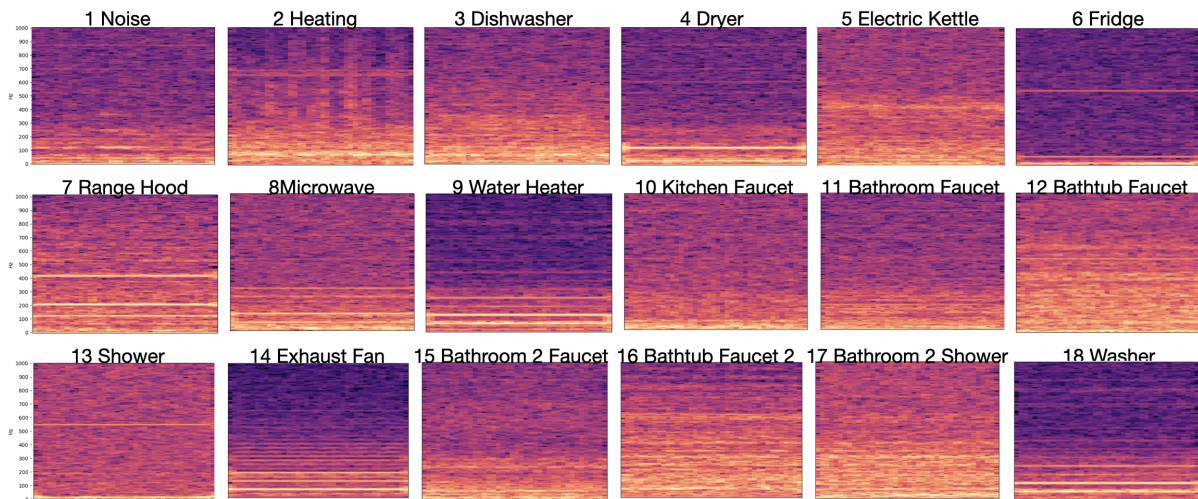 1 Noise
2 Heating
3 Dishwasher
4 Dryer
5 Electric Kettle
6 Fridge
1000
900
800
700
600
500
400
300
200
100
0
Hz
7 Range Hood
8Microwave
9 Water Heater
10 Kitchen Faucet
11 Bathroom Faucet
12 Bathtub Faucet
1000
900
800
700
600
500
400
300
200
100
0
Hz
13 Shower
14 Exhaust Fan
15 Bathroom 2 Faucet
16 Bathtub Faucet 2
17 Bathroom 2 Shower
18 Washer
1000
900
800
700
600
500
400
300
200
100
0
Hz